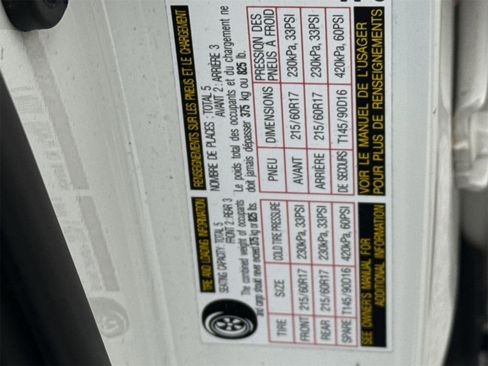 TIRE AND LOADING INFORMATION
SEATING CAPACITY: TOTAL 5
FRONT 2 : REAR 3
The combined weight of occupants
and cargo should never exceed 375 kg or 825 lbs.
TIRE SIZE COLD TIRE PRESSURE
FRONT 215/60R17 230kPa, 33PSI
REAR 215/60R17 230kPa, 33PSI
SPARE T145/90D16 420kPa, 60PSI
SEE OWNER'S MANUAL FOR
ADDITIONAL INFORMATION
RENSEIGNEMENTS SUR LES PNEUS ET LE CHARGEMENT
NOMBRE DE PLACES : TOTAL 5
AVANT 2 : ARRIÈRE 3
Le poids total des occupants et du chargement ne
doit jamais dépasser 375 kg ou 825 lb.
PNEU DIMENSIONS PRESSION DES
PNEUS À FROID
AVANT 215/60R17 230kPa, 33PSI
ARRIÈRE 215/60R17 230kPa, 33PSI
DE SECOURS T145/90D16 420kPa, 60PSI
VOIR LE MANUEL DE L'USAGER
POUR PLUS DE RENSEIGNEMENTS